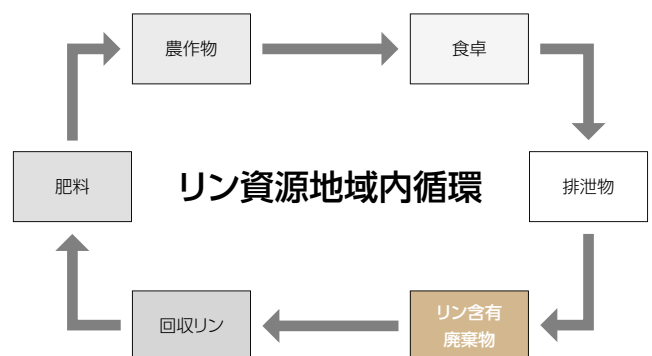 農作物
食卓
肥料
リン資源地域内循環
排泄物
回収リン
リン含有
廃棄物